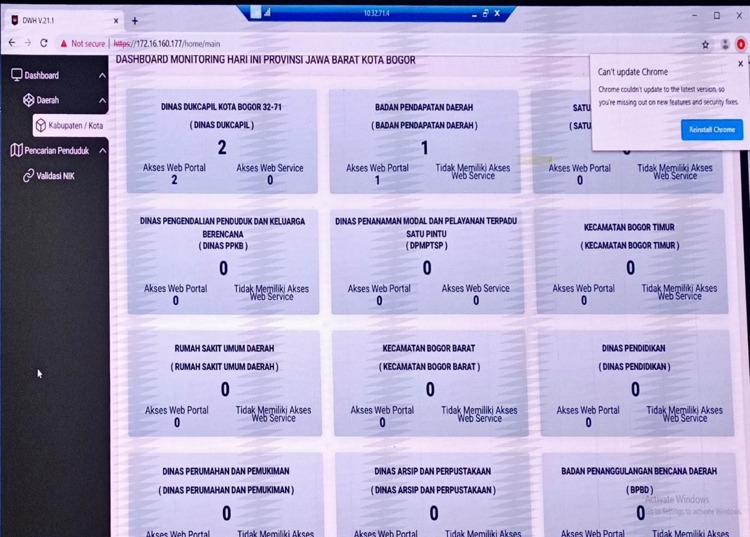 DWH V.21.1
10.32.71.4
Not secure
https://172.16.160.177/home/main
Dashboard
Daerah
Kabupaten / Kota
Pencarian Penduduk
Validasi NIK
DASHBOARD MONITORING HARI INI PROVINSI JAWA BARAT KOTA BOGOR
Can't update Chrome
Chrome couldn't update to the latest version, so
you're missing out on new features and security fixes.
Reinstall Chrome
DINAS DUKCAPIL KOTA BOGOR 32-71
( DINAS DUKCAPIL )
2
Akses Web Portal
2
Akses Web Service
0
BADAN PENDAPATAN DAERAH
( BADAN PENDAPATAN DAERAH )
1
Akses Web Portal
1
Tidak Memiliki Akses
Web Service
SATU
( SATU
Akses Web Portal
0
Tidak Memiliki Akses
Web Service
DINAS PENGENDALIAN PENDUDUK DAN KELUARGA
BERENCANA
( DINAS PPKB )
0
Akses Web Portal
0
Tidak Memiliki Akses
Web Service
DINAS PENANAMAN MODAL DAN PELAYANAN TERPADU
SATU PINTU
( DPMPTSP )
0
Akses Web Portal
0
Akses Web Service
0
KECAMATAN BOGOR TIMUR
( KECAMATAN BOGOR TIMUR )
0
Akses Web Portal
0
Tidak Memiliki Akses
Web Service
RUMAH SAKIT UMUM DAERAH
( RUMAH SAKIT UMUM DAERAH )
0
Akses Web Portal
0
Tidak Memiliki Akses
Web Service
KECAMATAN BOGOR BARAT
( KECAMATAN BOGOR BARAT )
0
Akses Web Portal
0
Tidak Memiliki Akses
Web Service
DINAS PENDIDIKAN
( DINAS PENDIDIKAN )
0
Akses Web Portal
0
Tidak Memiliki Akses
Web Service
DINAS PERUMAHAN DAN PEMUKIMAN
( DINAS PERUMAHAN DAN PEMUKIMAN )
0
Akses Web Portal
Tidak Memiliki Akses
DINAS ARSIP DAN PERPUSTAKAAN
( DINAS ARSIP DAN PERPUSTAKAAN )
0
Akses Web Portal
Tidak Memiliki Akses
BADAN PENANGGULANGAN BENCANA DAERAH
( BPBD )
0
Akses Web Portal
Tidak Memiliki Akses
Activate Windows
Go to Settings to activate Windows.